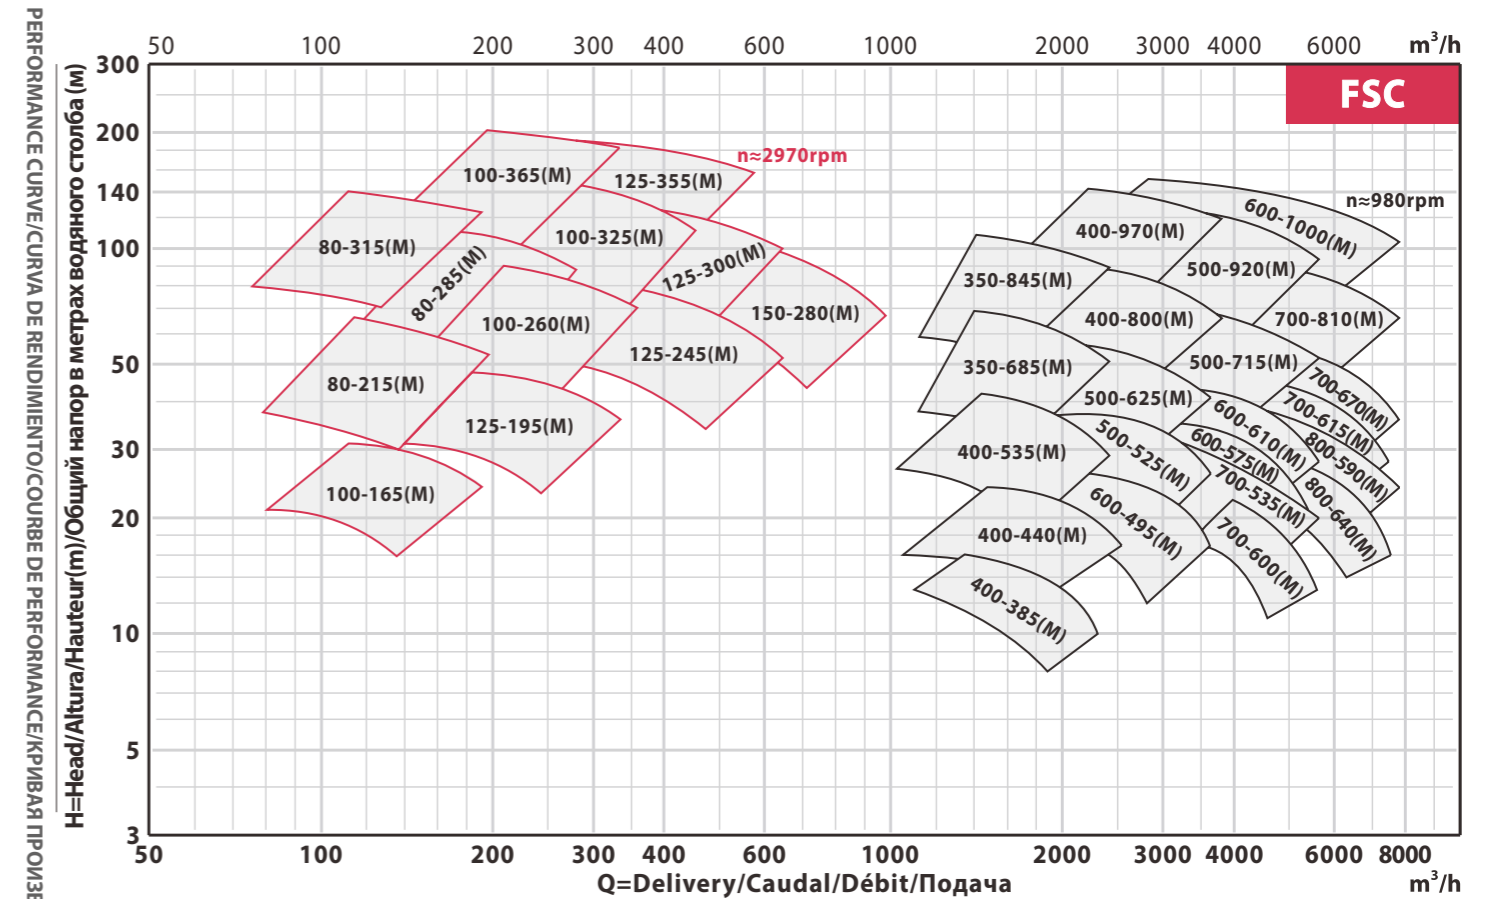 PERFORMANCE CURVE/CURVA DE RENDIMIENTO/COURBE DE PERFORMANCE/КРИВАЯ ПРОИЗВ
H=Head/Altura/Hauteur(m)/Общий напор в метрах водяного столба (м)
50 100 200 300 400 600 1000 2000 3000 4000 6000 m³/h
300
200
140
100
50
30
20
10
5
3
FSC
n≈2970rpm
n≈980rpm
100-365(M)
125-355(M)
80-315(M)
80-285(M)
100-325(M)
125-300(M)
150-280(M)
100-260(M)
125-245(M)
80-215(M)
125-195(M)
100-165(M)
600-1000(M)
400-970(M)
500-920(M)
350-845(M)
400-800(M)
700-810(M)
350-685(M)
500-715(M)
700-670(M)
500-625(M)
600-610(M)
700-615(M)
400-535(M)
500-525(M)
600-575(M)
800-590(M)
700-535(M)
800-640(M)
400-440(M)
600-495(M)
700-600(M)
400-385(M)
50 100 200 300 400 600 1000 2000 3000 4000 6000 8000
Q=Delivery/Caudal/Débit/Подача m³/h